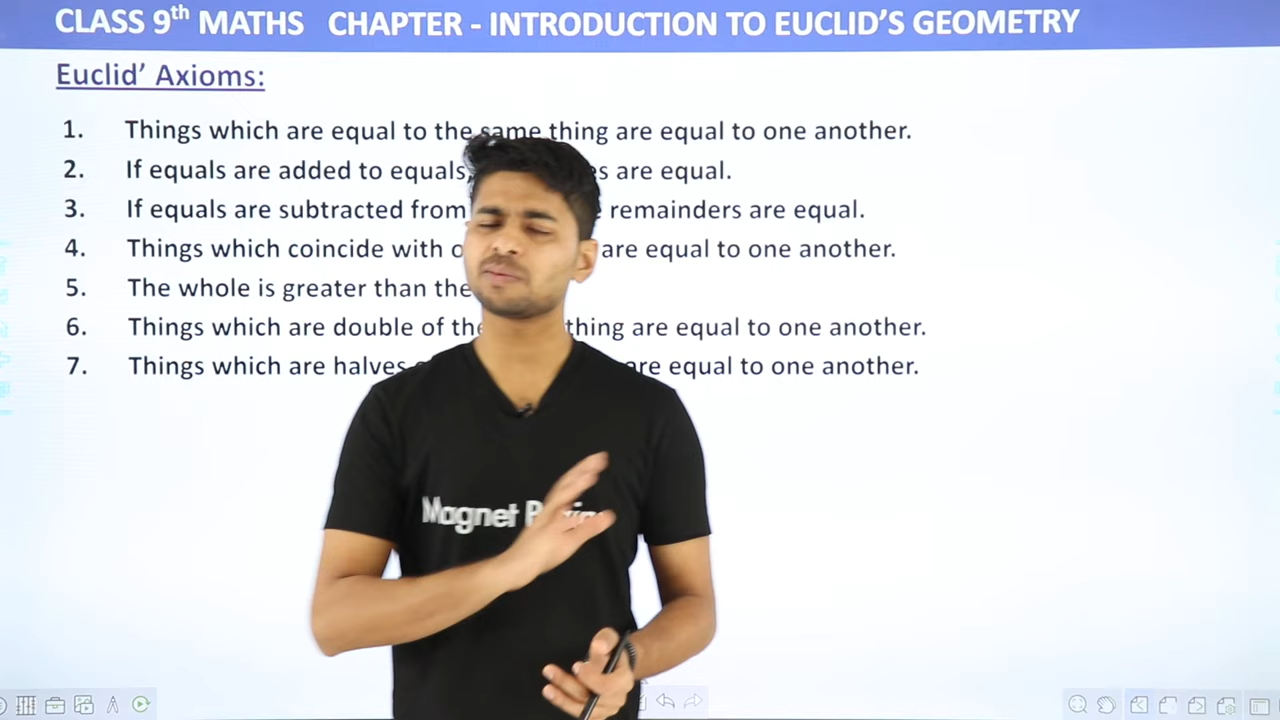 CLASS 9th MATHS CHAPTER - INTRODUCTION TO EUCLID'S GEOMETRY
Euclid' Axioms:
1. Things which are equal to the same thing are equal to one another.
2. If equals are added to equals, are equal.
3. If equals are subtracted from remainders are equal.
4. Things which coincide with are equal to one another.
5. The whole is greater than the
6. Things which are double of the thing are equal to one another.
7. Things which are halves are equal to one another.
Magnet